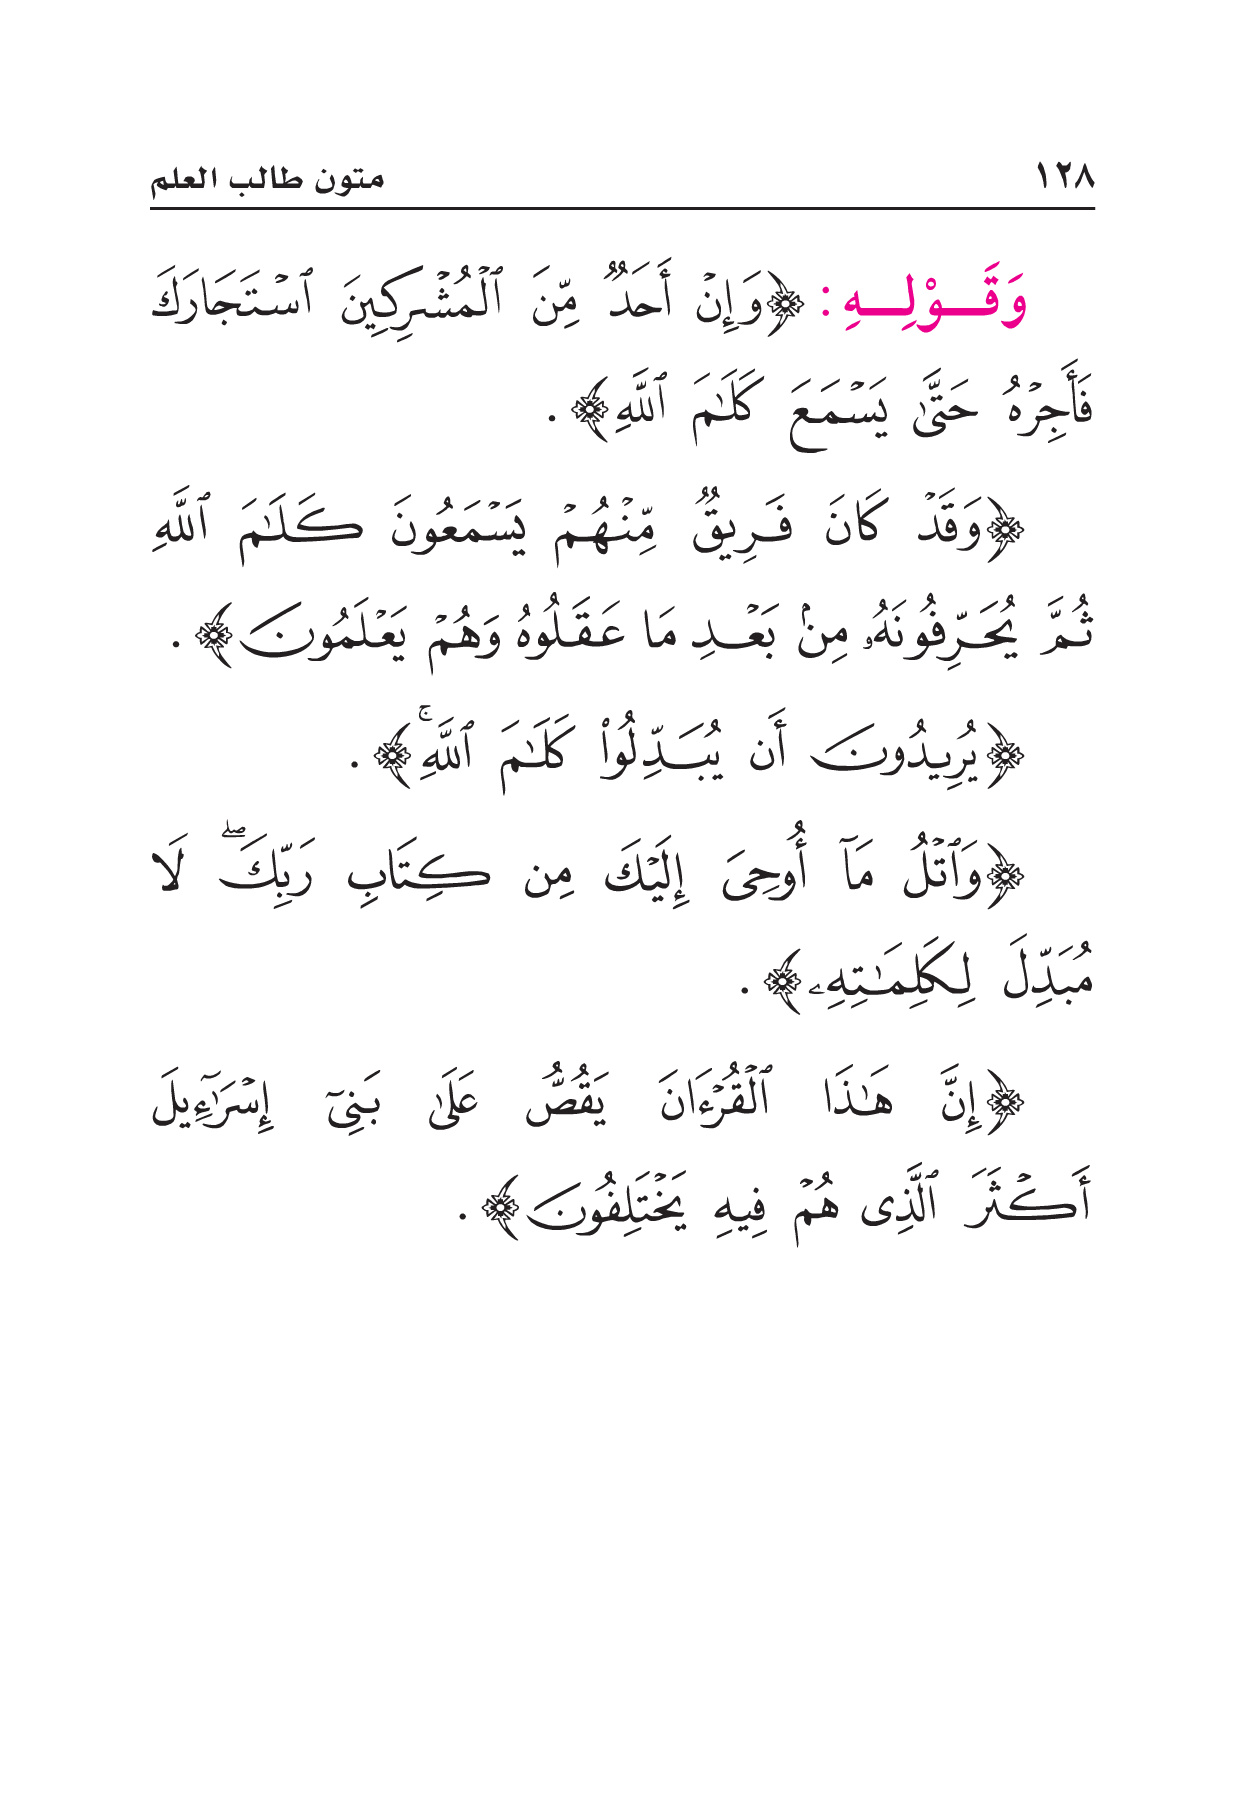 ١٢٨ متون طالب العلم
وَقَوْلِهِ: ﴿وَإِنۡ أَحَدٞ مِّنَ ٱلۡمُشۡرِكِينَ ٱسۡتَجَارَكَ
فَأَجِرۡهُ حَتَّىٰ يَسۡمَعَ كَلَٰمَ ٱللَّهِ﴾.
﴿وَقَدۡ كَانَ فَرِيقٞ مِّنۡهُمۡ يَسۡمَعُونَ كَلَٰمَ ٱللَّهِ
ثُمَّ يُحَرِّفُونَهُۥ مِنۢ بَعۡدِ مَا عَقَلُوهُ وَهُمۡ يَعۡلَمُونَ﴾.
﴿يُرِيدُونَ أَن يُبَدِّلُواْ كَلَٰمَ ٱللَّهِۚ﴾.
﴿وَٱتۡلُ مَآ أُوحِيَ إِلَيۡكَ مِن كِتَابِ رَبِّكَۖ لَا
مُبَدِّلَ لِكَلِمَٰتِهِۦ﴾.
﴿إِنَّ هَٰذَا ٱلۡقُرۡءَانَ يَقُصُّ عَلَىٰ بَنِيٓ إِسۡرَٰٓءِيلَ
أَكۡثَرَ ٱلَّذِي هُمۡ فِيهِ يَخۡتَلِفُونَ﴾.